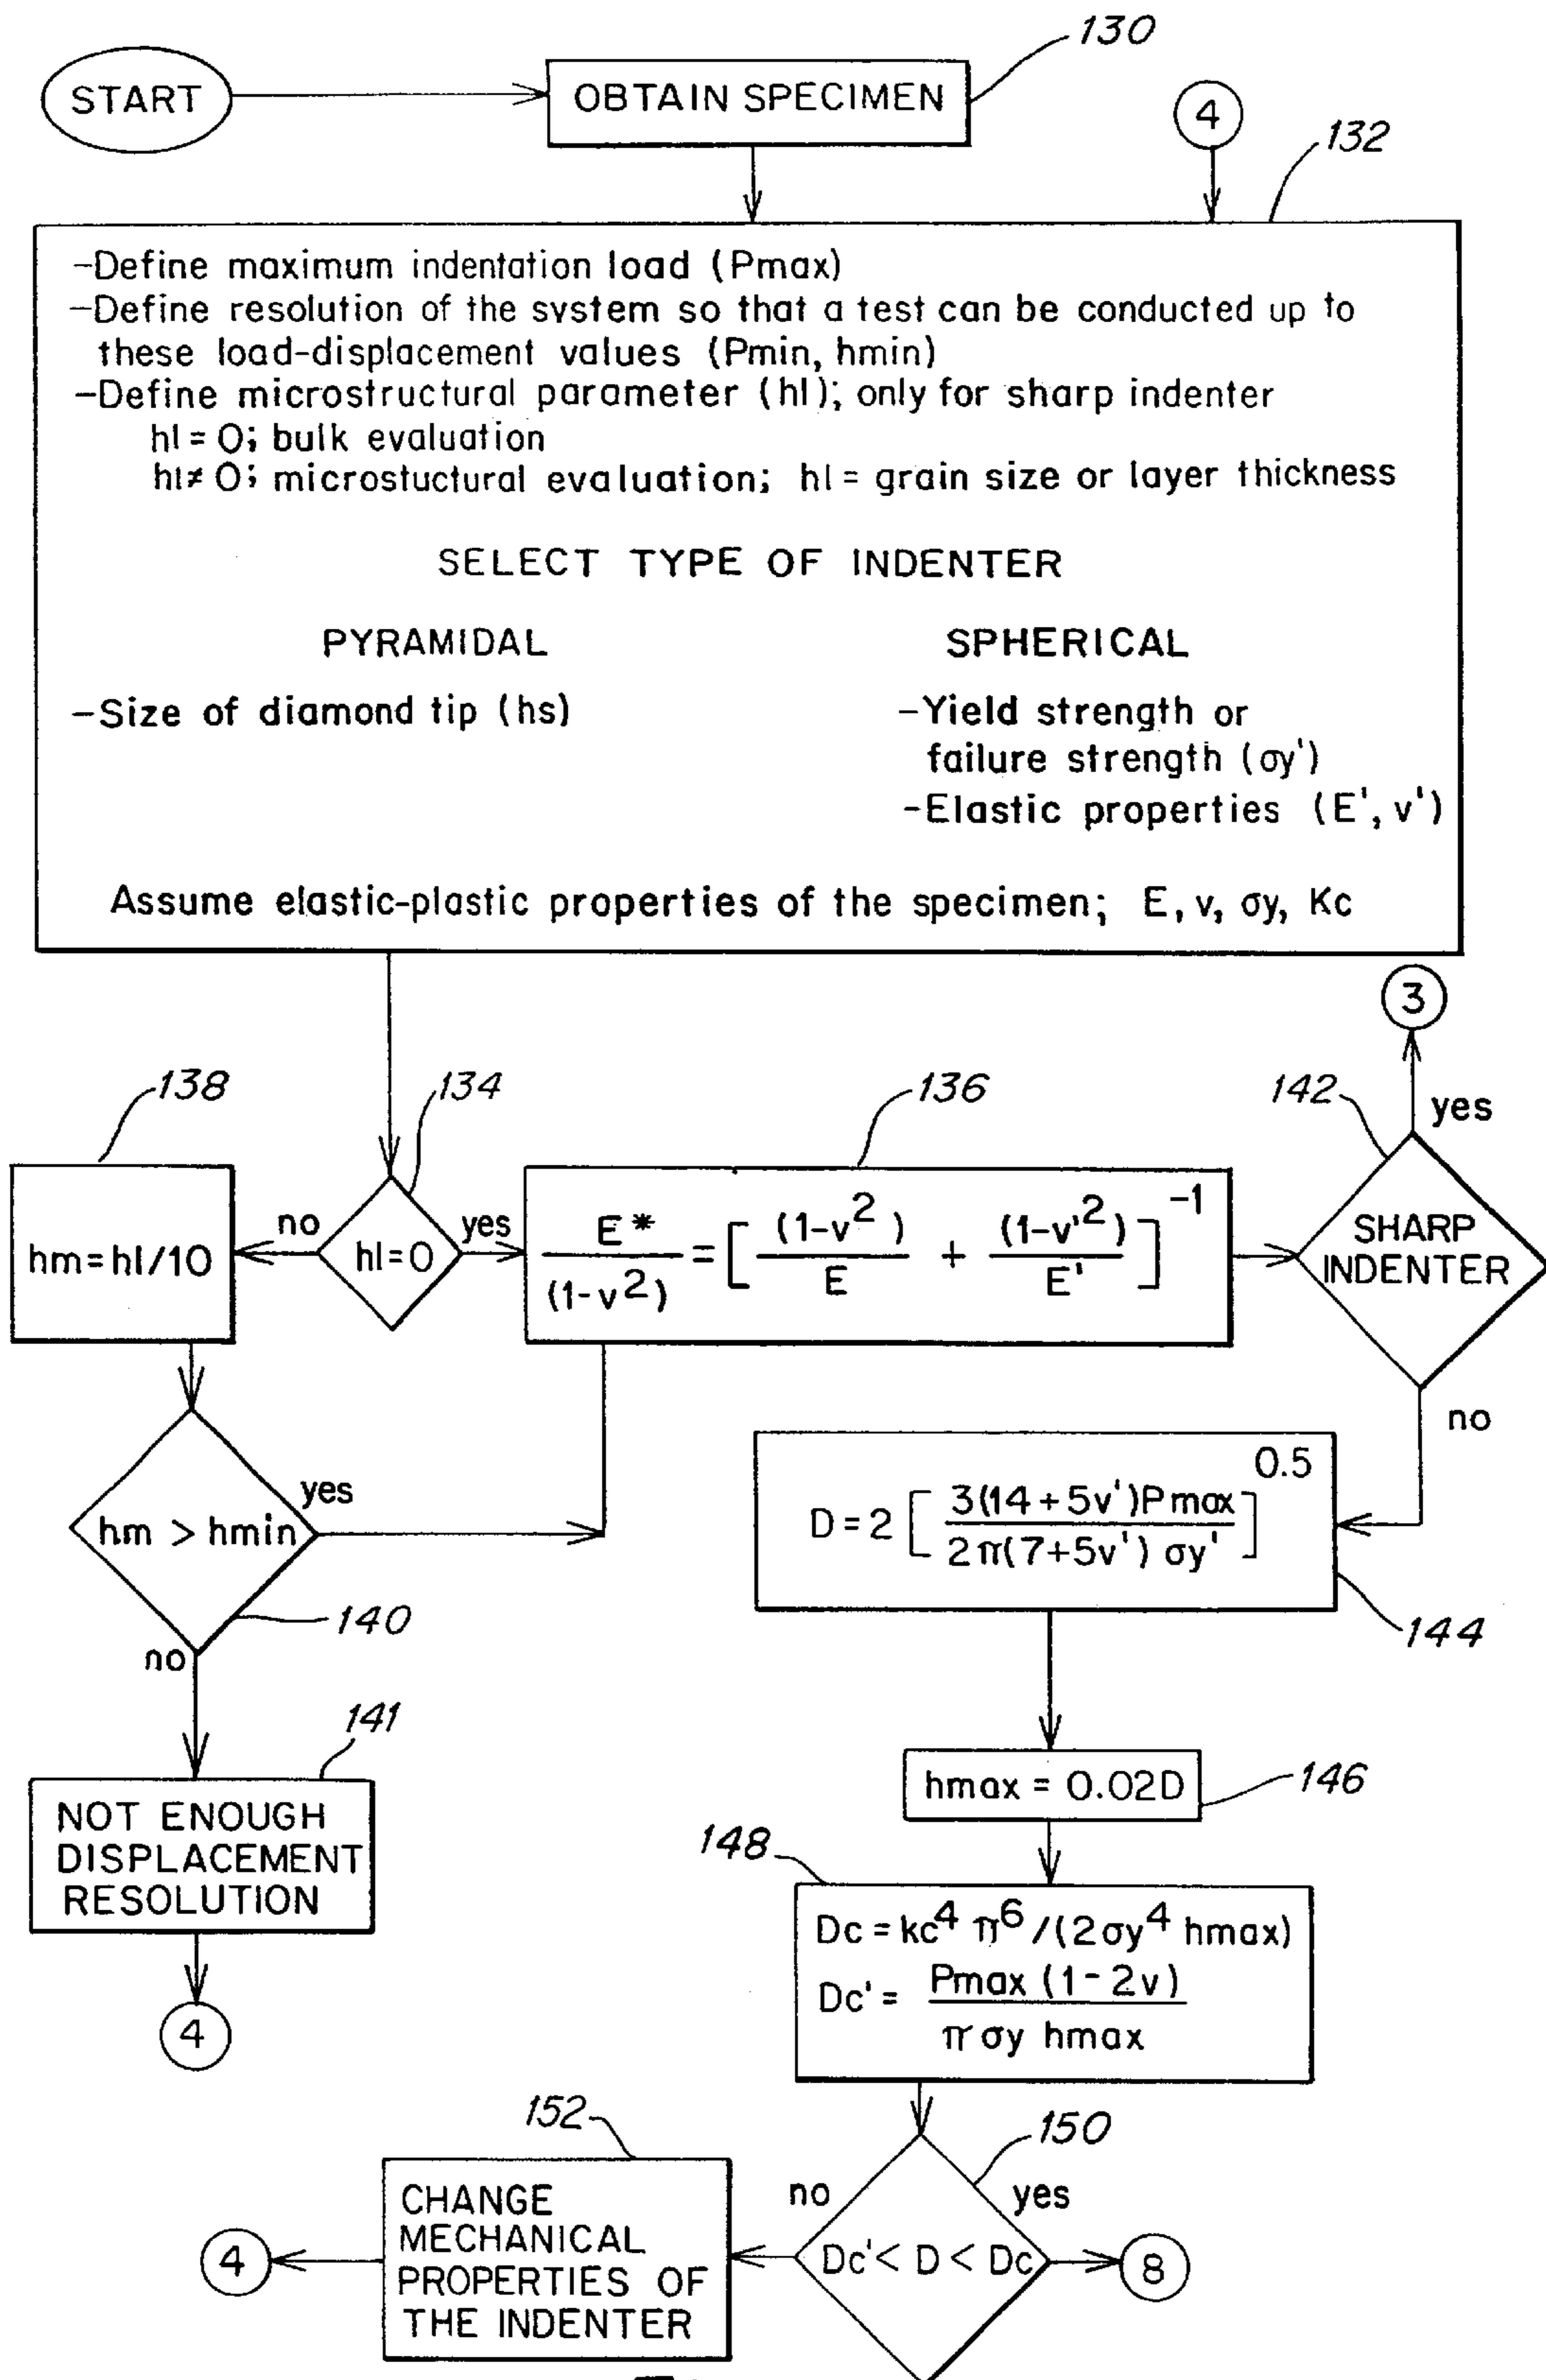 130
START
OBTAIN SPECIMEN
4
132
-Define maximum indentation load (Pmax)
-Define resolution of the system so that a test can be conducted up to
these load-displacement values (Pmin, hmin)
-Define microstructural parameter (hl); only for sharp indenter
hl = 0; bulk evaluation
hl ≠ 0; microstuctural evaluation; hl = grain size or layer thickness
SELECT TYPE OF INDENTER
PYRAMIDAL
SPHERICAL
-Size of diamond tip (hs)
-Yield strength or
failure strength (σy')
-Elastic properties (E', v')
Assume elastic-plastic properties of the specimen; E, v, σy, Kc
3
138
134
136
142
yes
hm = hl/10
no
hl = 0
yes
E* / (1-v²) = [ (1-v²) / E + (1-v'²) / E' ]⁻¹
SHARP
INDENTER
no
hm > hmin
yes
140
no
D = 2 [ 3(14 + 5v')Pmax / 2π(7+5v') σy' ] 0.5
144
141
NOT ENOUGH
DISPLACEMENT
RESOLUTION
4
hmax = 0.02D
146
148
Dc = kc⁴ π⁶ / (2σy⁴ hmax)
Dc' = Pmax (1 - 2v) / π σy hmax
152
150
CHANGE
MECHANICAL
PROPERTIES OF
THE INDENTER
4
no
yes
Dc' < D < Dc
8